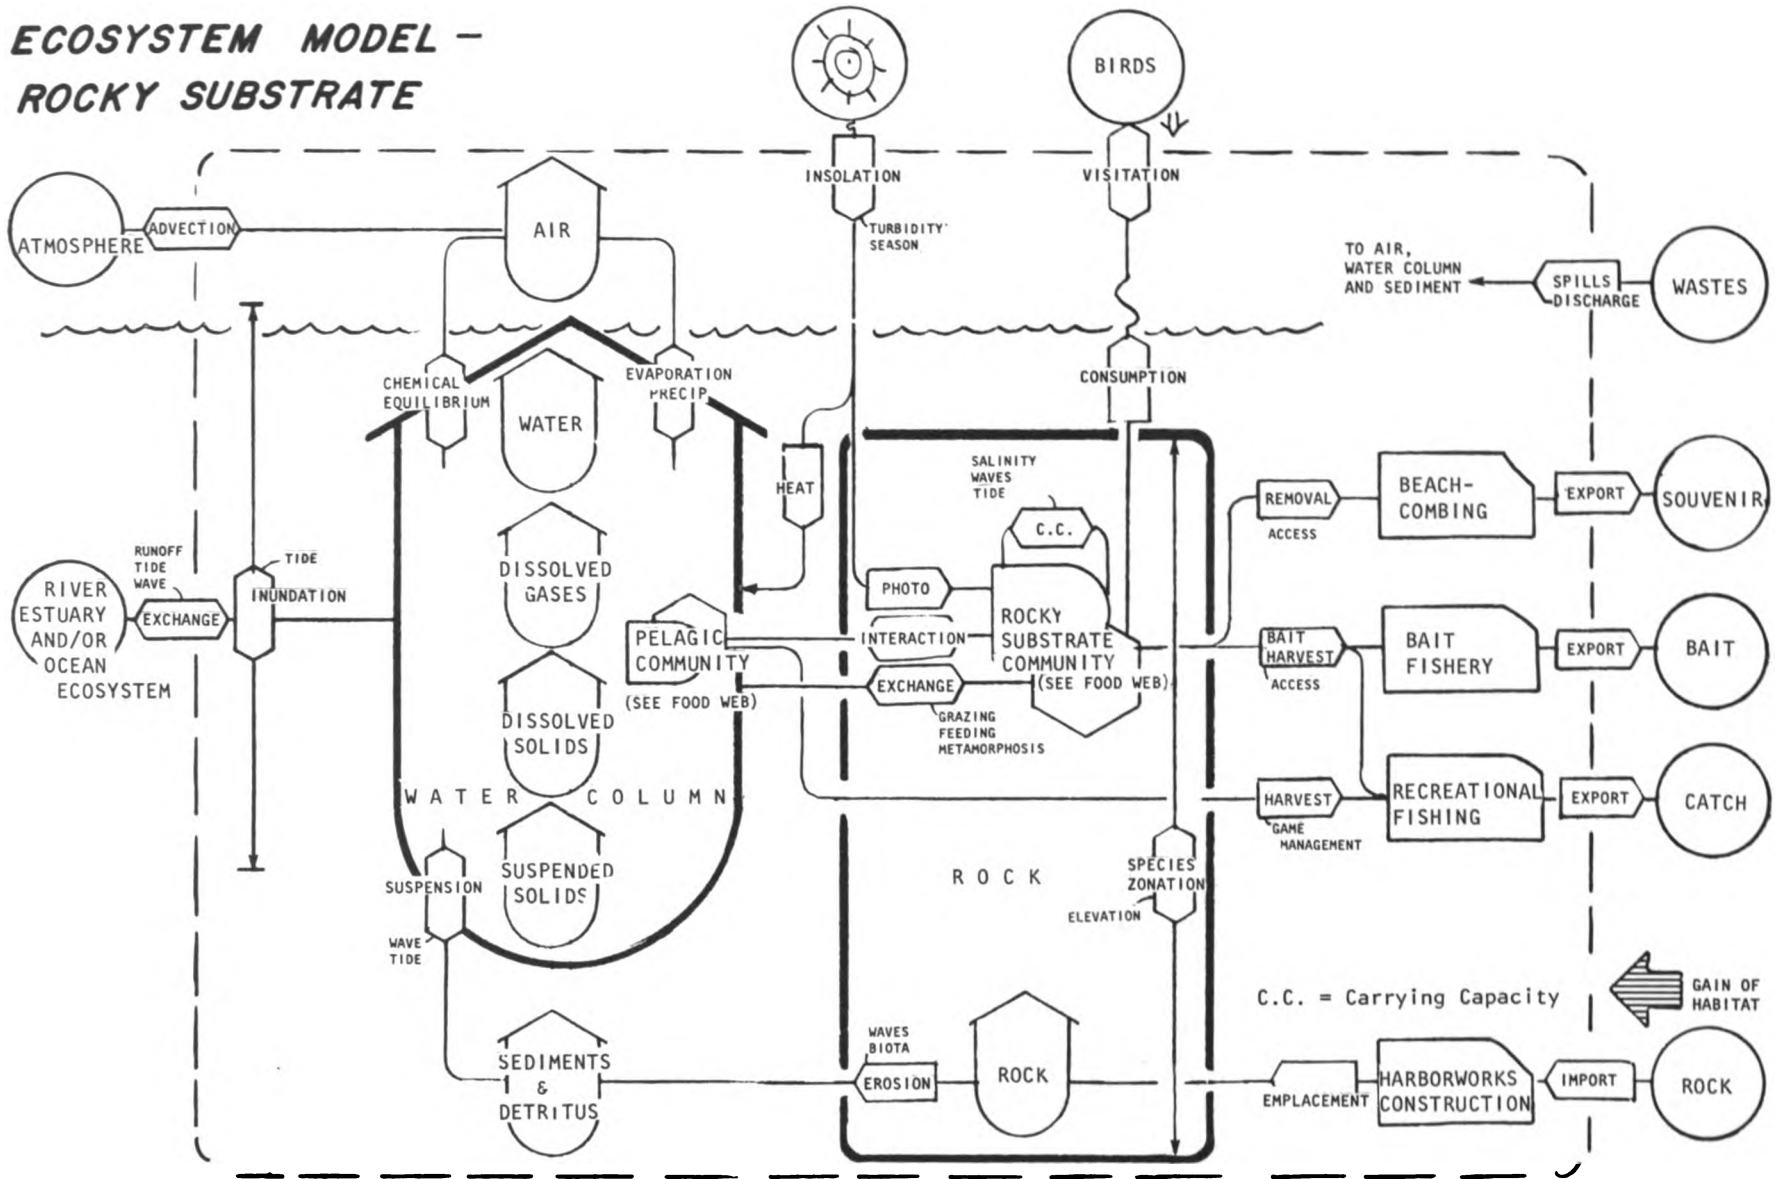 ECOSYSTEM MODEL -
ROCKY SUBSTRATE
BIRDS
INSOLATION
VISITATION
TURBIDITY
SEASON
ATMOSPHERE
ADVECTION
AIR
TO AIR,
WATER COLUMN
AND SEDIMENT
SPILLS
DISCHARGE
WASTES
CHEMICAL
EQUILIBRIUM
EVAPORATION
PRECIP
WATER
CONSUMPTION
HEAT
SALINITY
WAVES
TIDE
C.C.
REMOVAL
ACCESS
BEACH-
COMBING
EXPORT
SOUVENIR
RUNOFF
TIDE
WAVE
TIDE
RIVER
ESTUARY
AND/OR
OCEAN
ECOSYSTEM
EXCHANGE
INUNDATION
DISSOLVED
GASES
PHOTO
PELAGIC
COMMUNITY
(SEE FOOD WEB)
INTERACTION
EXCHANGE
GRAZING
FEEDING
METAMORPHOSIS
ROCKY
SUBSTRATE
COMMUNITY
(SEE FOOD WEB)
BAIT
HARVEST
ACCESS
BAIT
FISHERY
EXPORT
BAIT
DISSOLVED
SOLIDS
WATER COLUMN
HARVEST
GAME
MANAGEMENT
RECREATIONAL
FISHING
EXPORT
CATCH
SUSPENDED
SOLIDS
SUSPENSION
WAVE
TIDE
ROCK
SPECIES
ZONATION
ELEVATION
C.C. = Carrying Capacity
GAIN OF
HABITAT
SEDIMENTS
&
DETRITUS
WAVES
BIOTA
EROSION
ROCK
EMPLACEMENT
HARBORWORKS
CONSTRUCTION
IMPORT
ROCK